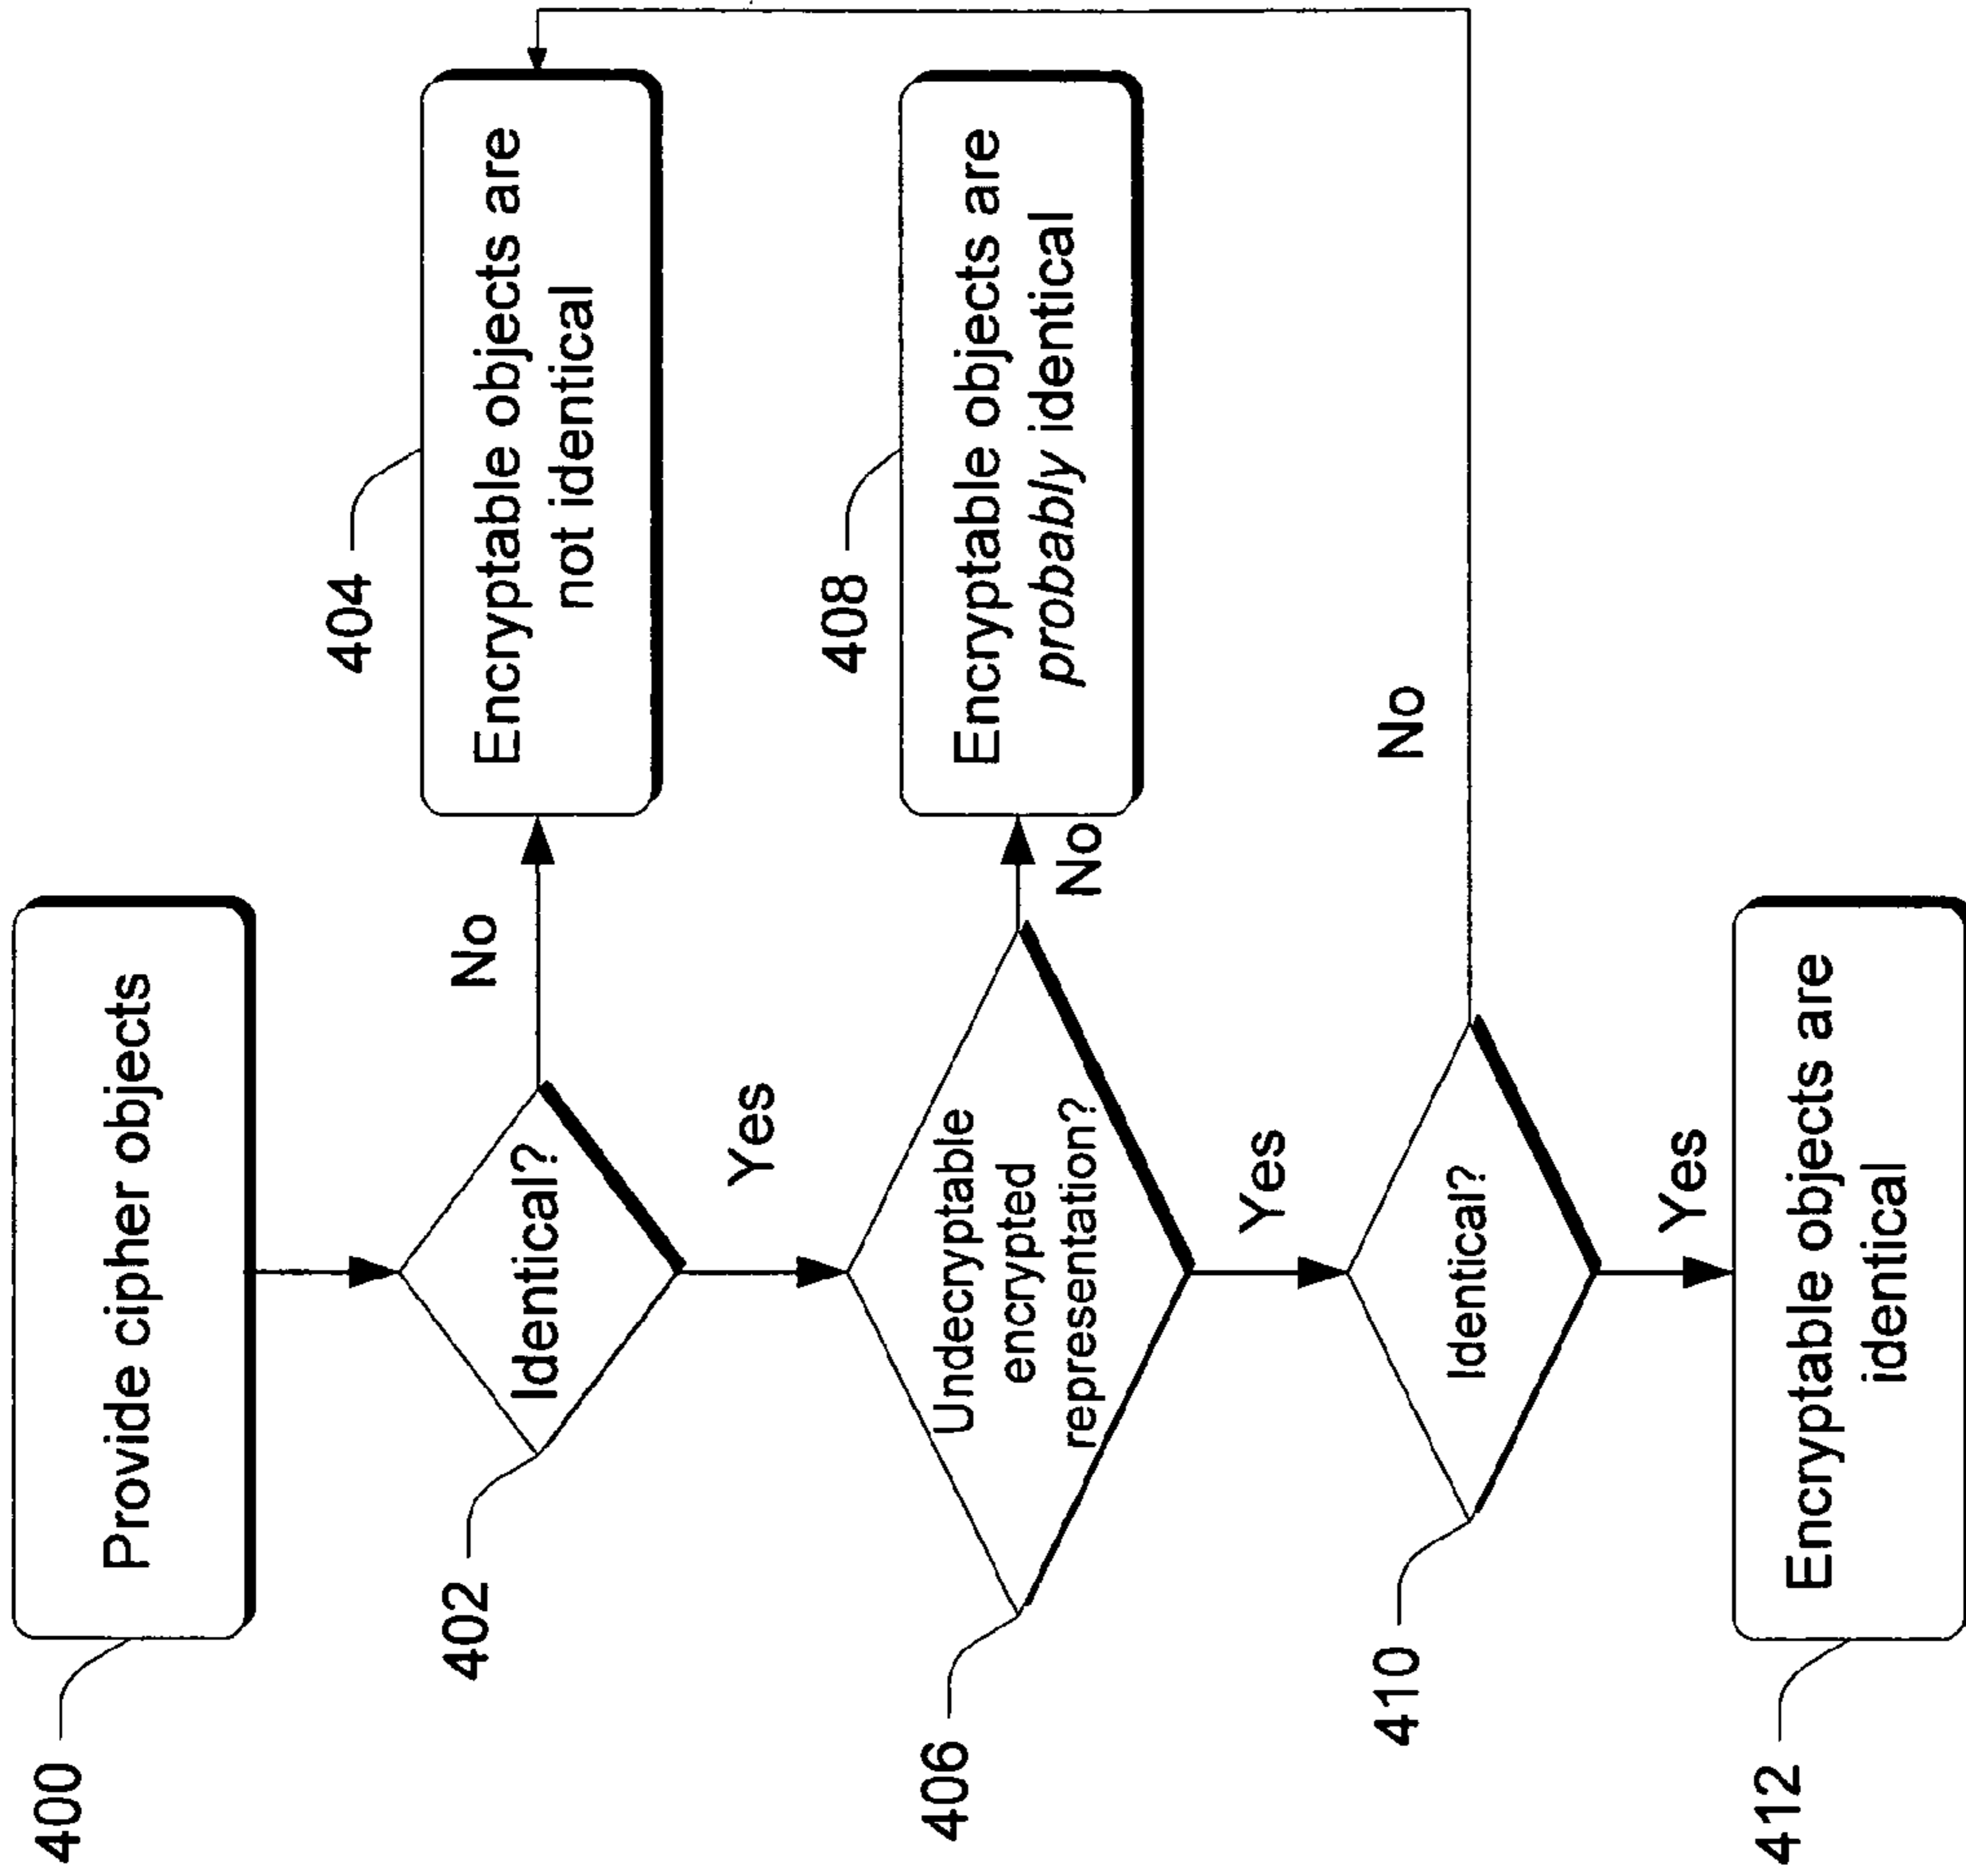 400
Provide cipher objects
402
Identical?
No
404
Encryptable objects are
not identical
Yes
406
Undecryptable
encrypted
representation?
No
408
Encryptable objects are
probably identical
Yes
410
Identical?
No
Yes
412
Encryptable objects are
identical